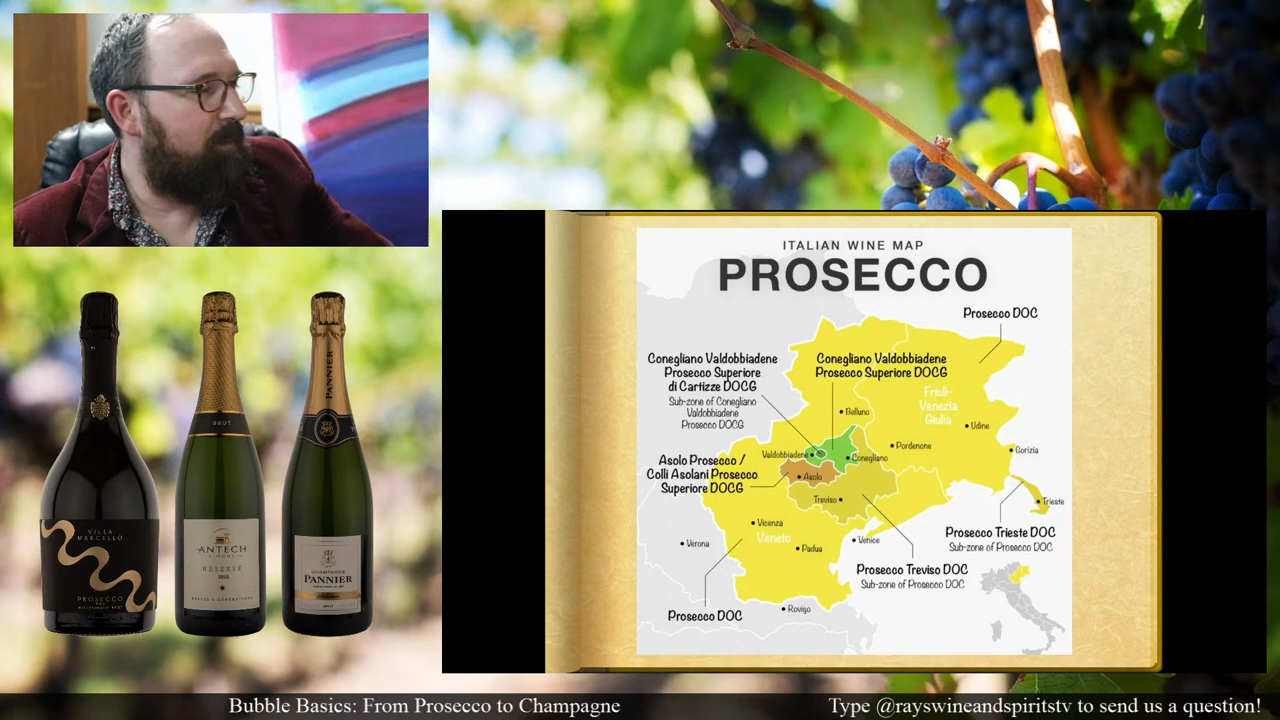 ITALIAN WINE MAP
PROSECCO
Prosecco DOC
Conegliano Valdobbiadene
Prosecco Superiore
di Cartizze DOCG
Sub-zone of Conegliano
Valdobbiadene
Prosecco DOCG
Conegliano Valdobbiadene
Prosecco Superiore DOCG
Friuli-
Venezia
Giulia
Belluno
Udine
Pordenone
Gorizia
Valdobbiadene
Conegliano
Asolo Prosecco /
Colli Asolani Prosecco
Superiore DOCG
Asolo
Treviso
Trieste
Vicenza
Veneto
Verona
Padua
Venice
Prosecco Trieste DOC
Sub-zone of Prosecco DOC
Prosecco Treviso DOC
Sub-zone of Prosecco DOC
Prosecco DOC
Rovigo
VILLA
MARCELLO
PROSECCO
BRUT
ANTECH
RESERVE
PANNIER
PANNIER
BRUT
Bubble Basics: From Prosecco to Champagne
Type @rayswineandspiritstv to send us a question!